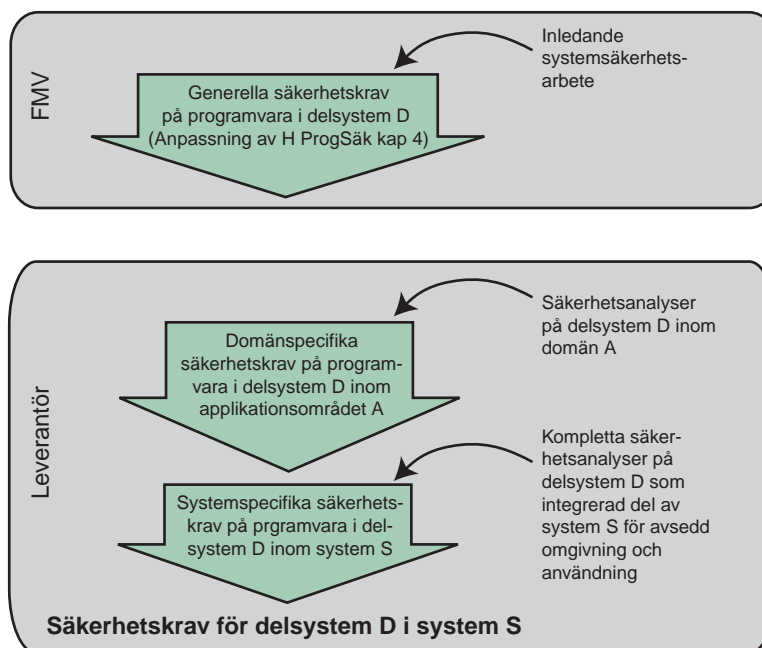 FMV
Inledande
systemsäkerhets-
arbete
Generella säkerhetskrav
på programvara i delsystem D
(Anpassning av H ProgSäk kap 4)
Leverantör
Säkerhetsanalyser
på delsystem D inom
domän A
Domänspecifika
säkerhetskrav på program-
vara i delsystem D inom
applikationsområdet A
Kompletta säker-
hetsanalyser på
delsystem D som
integrerad del av
system S för avsedd
omgivning och
användning
Systemspecifika säkerhets-
krav på prgramvara i del-
system D inom system S
Säkerhetskrav för delsystem D i system S